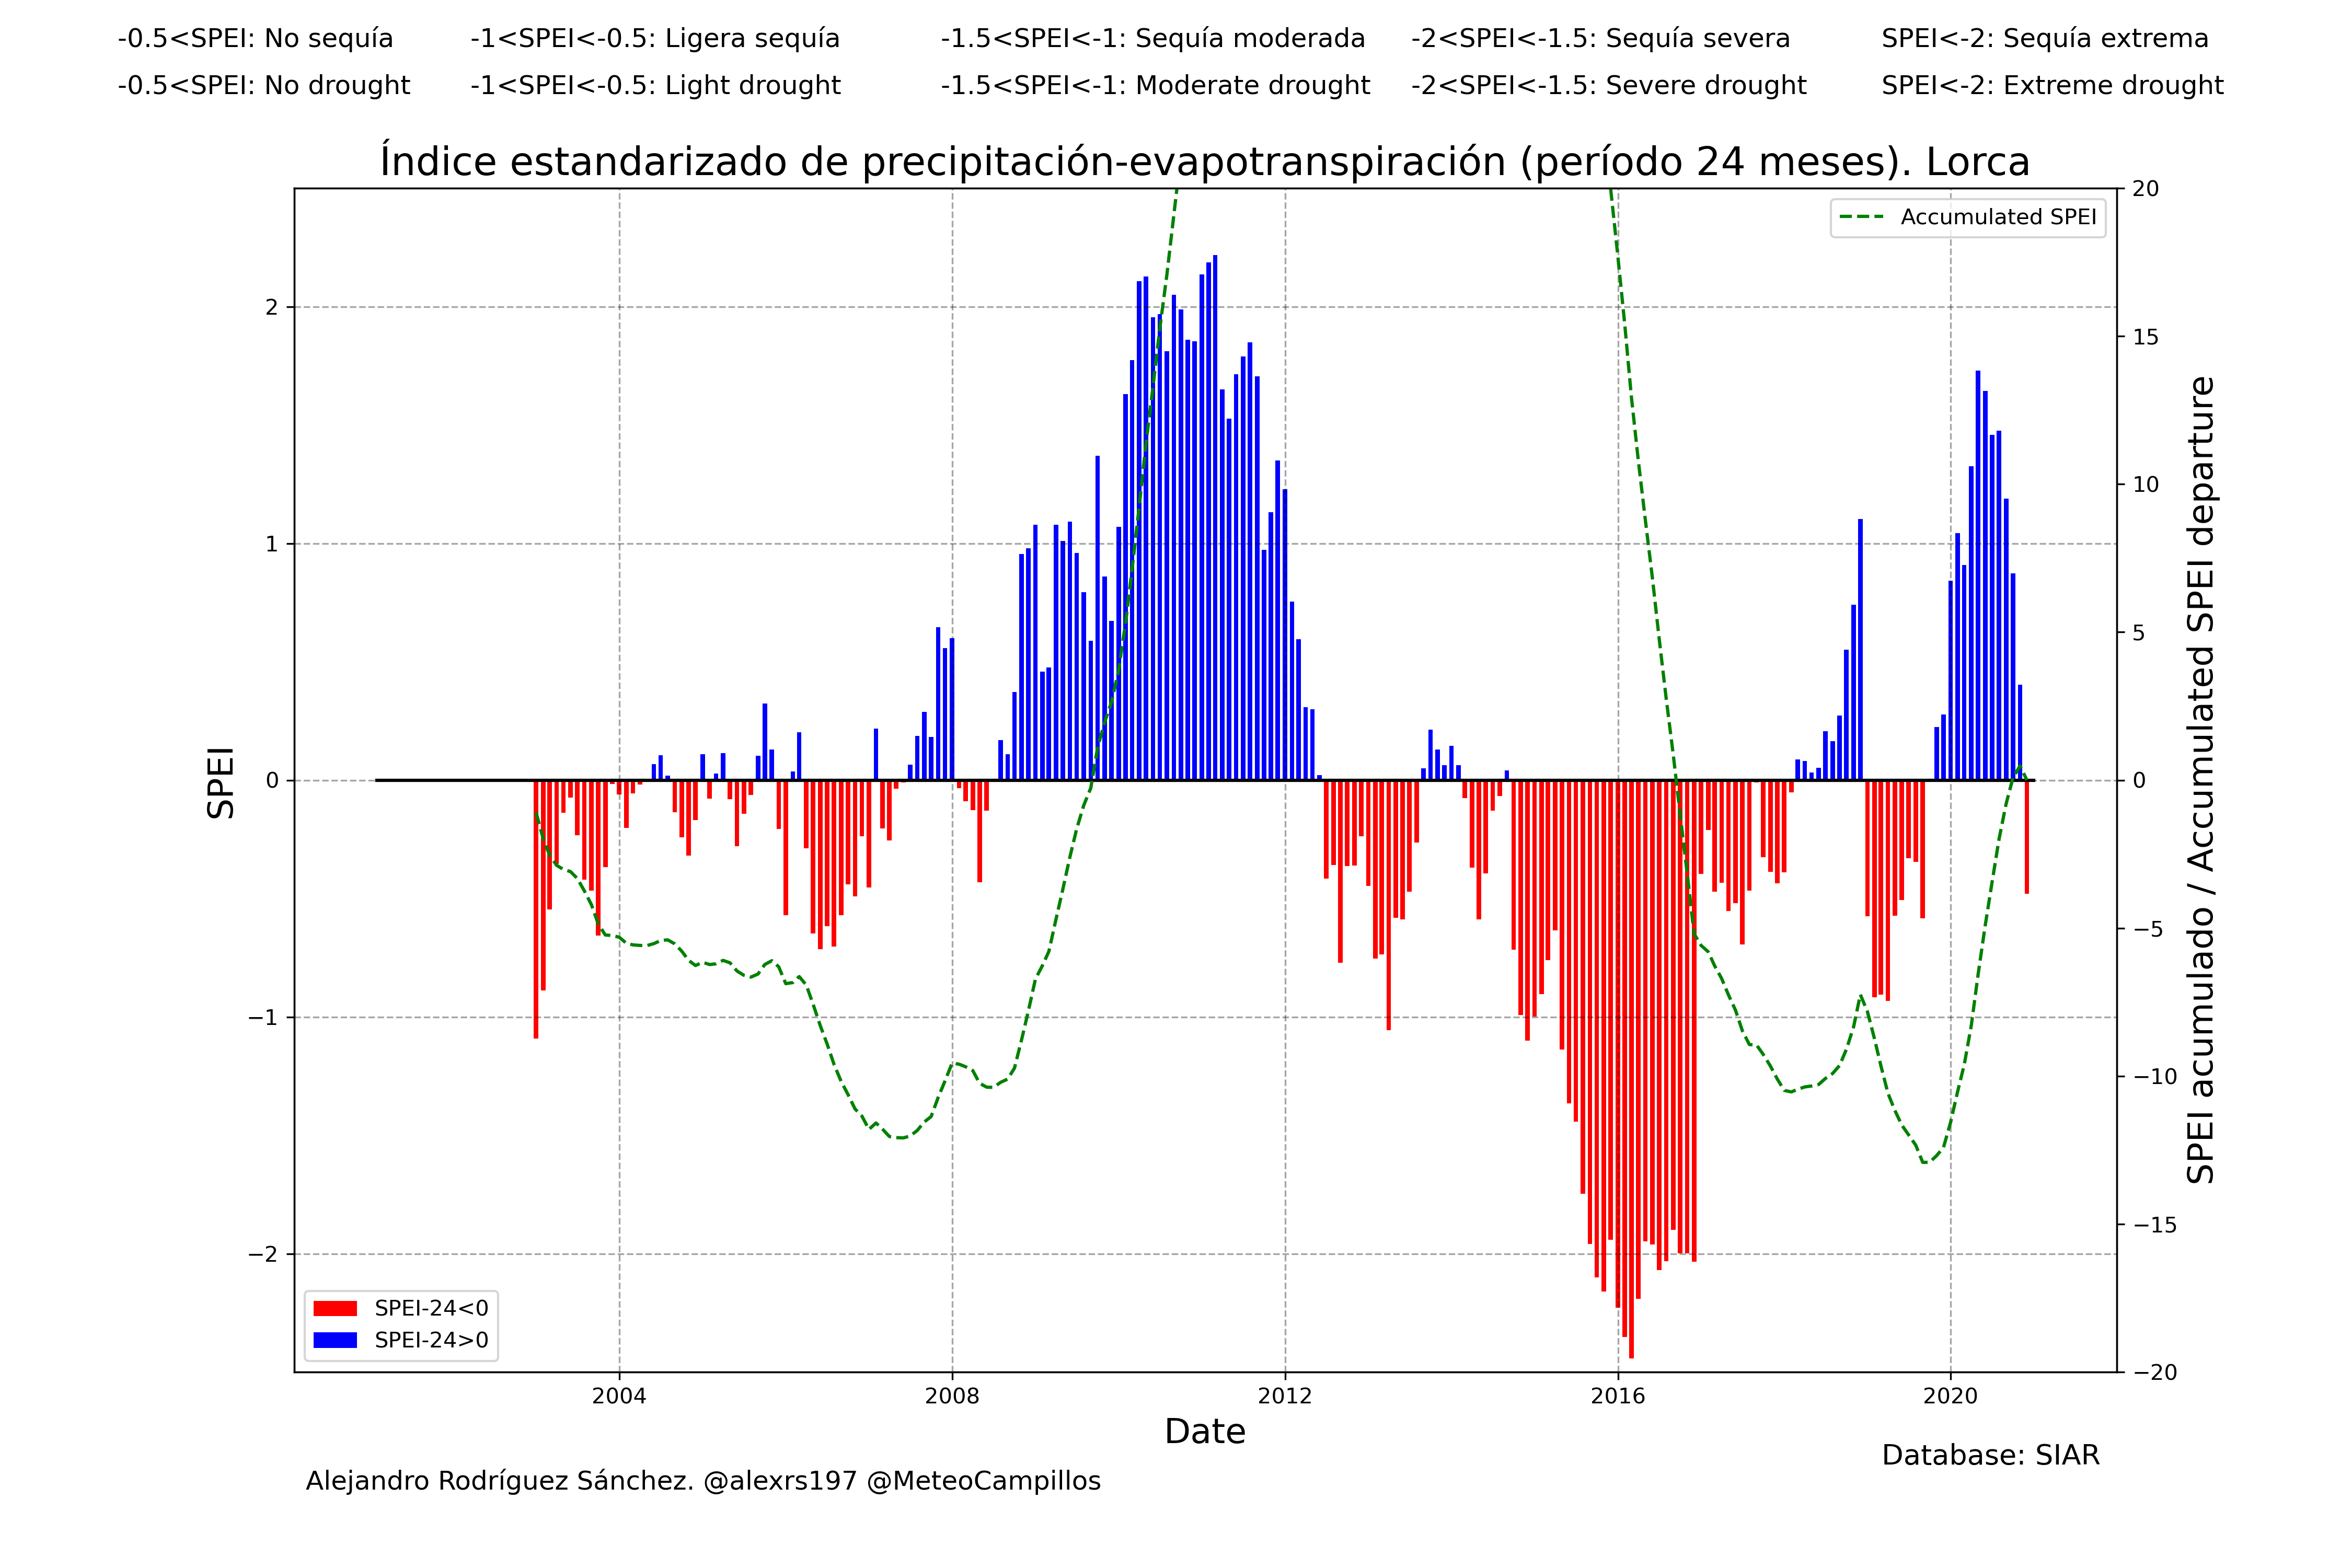 -0.5<SPEI: No sequía -1<SPEI<-0.5: Ligera sequía -1.5<SPEI<-1: Sequía moderada -2<SPEI<-1.5: Sequía severa SPEI<-2: Sequía extrema
-0.5<SPEI: No drought -1<SPEI<-0.5: Light drought -1.5<SPEI<-1: Moderate drought -2<SPEI<-1.5: Severe drought SPEI<-2: Extreme drought
Índice estandarizado de precipitación-evapotranspiración (período 24 meses). Lorca
Accumulated SPEI
SPEI
2
1
0
−1
−2
20
15
10
5
0
−5
−10
−15
−20
SPEI acumulado / Accumulated SPEI departure
SPEI-24<0
SPEI-24>0
2004 2008 2012 2016 2020
Date
Database: SIAR
Alejandro Rodríguez Sánchez. @alexrs197 @MeteoCampillos